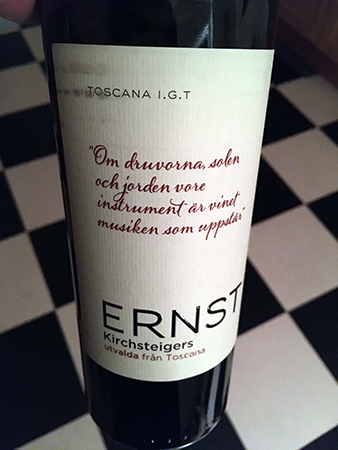 TOSCANA I.G.T
"Om druvorna, solen
och jorden vore
instrument är vinet
musiken som uppstår"
ERNST
Kirchsteigers
utvalda från Toscana